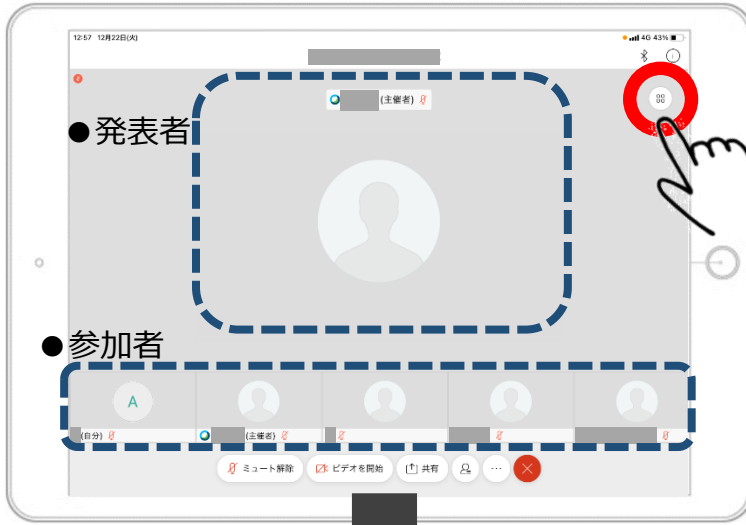 12:57 12月22日(火)
4G 43%
(主催者)
●発表者
●参加者
A
(自分)
(主催者)
ミュート解除
ビデオを開始
共有